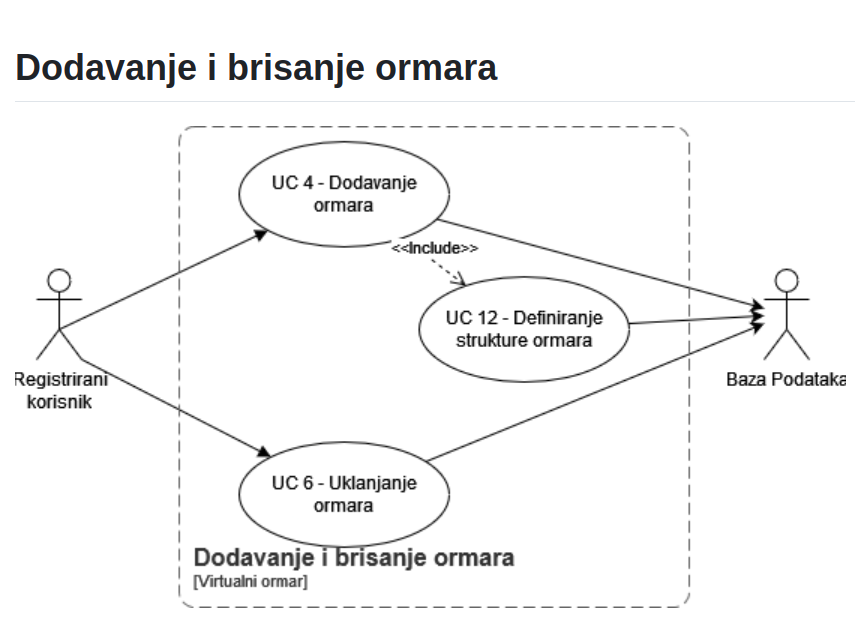 Dodavanje i brisanje ormara
UC 4 - Dodavanje
ormara
<<Include>>
UC 12 - Definiranje
strukture ormara
Registrirani
korisnik
Baza Podataka
UC 6 - Uklanjanje
ormara
Dodavanje i brisanje ormara
[Virtualni ormar]